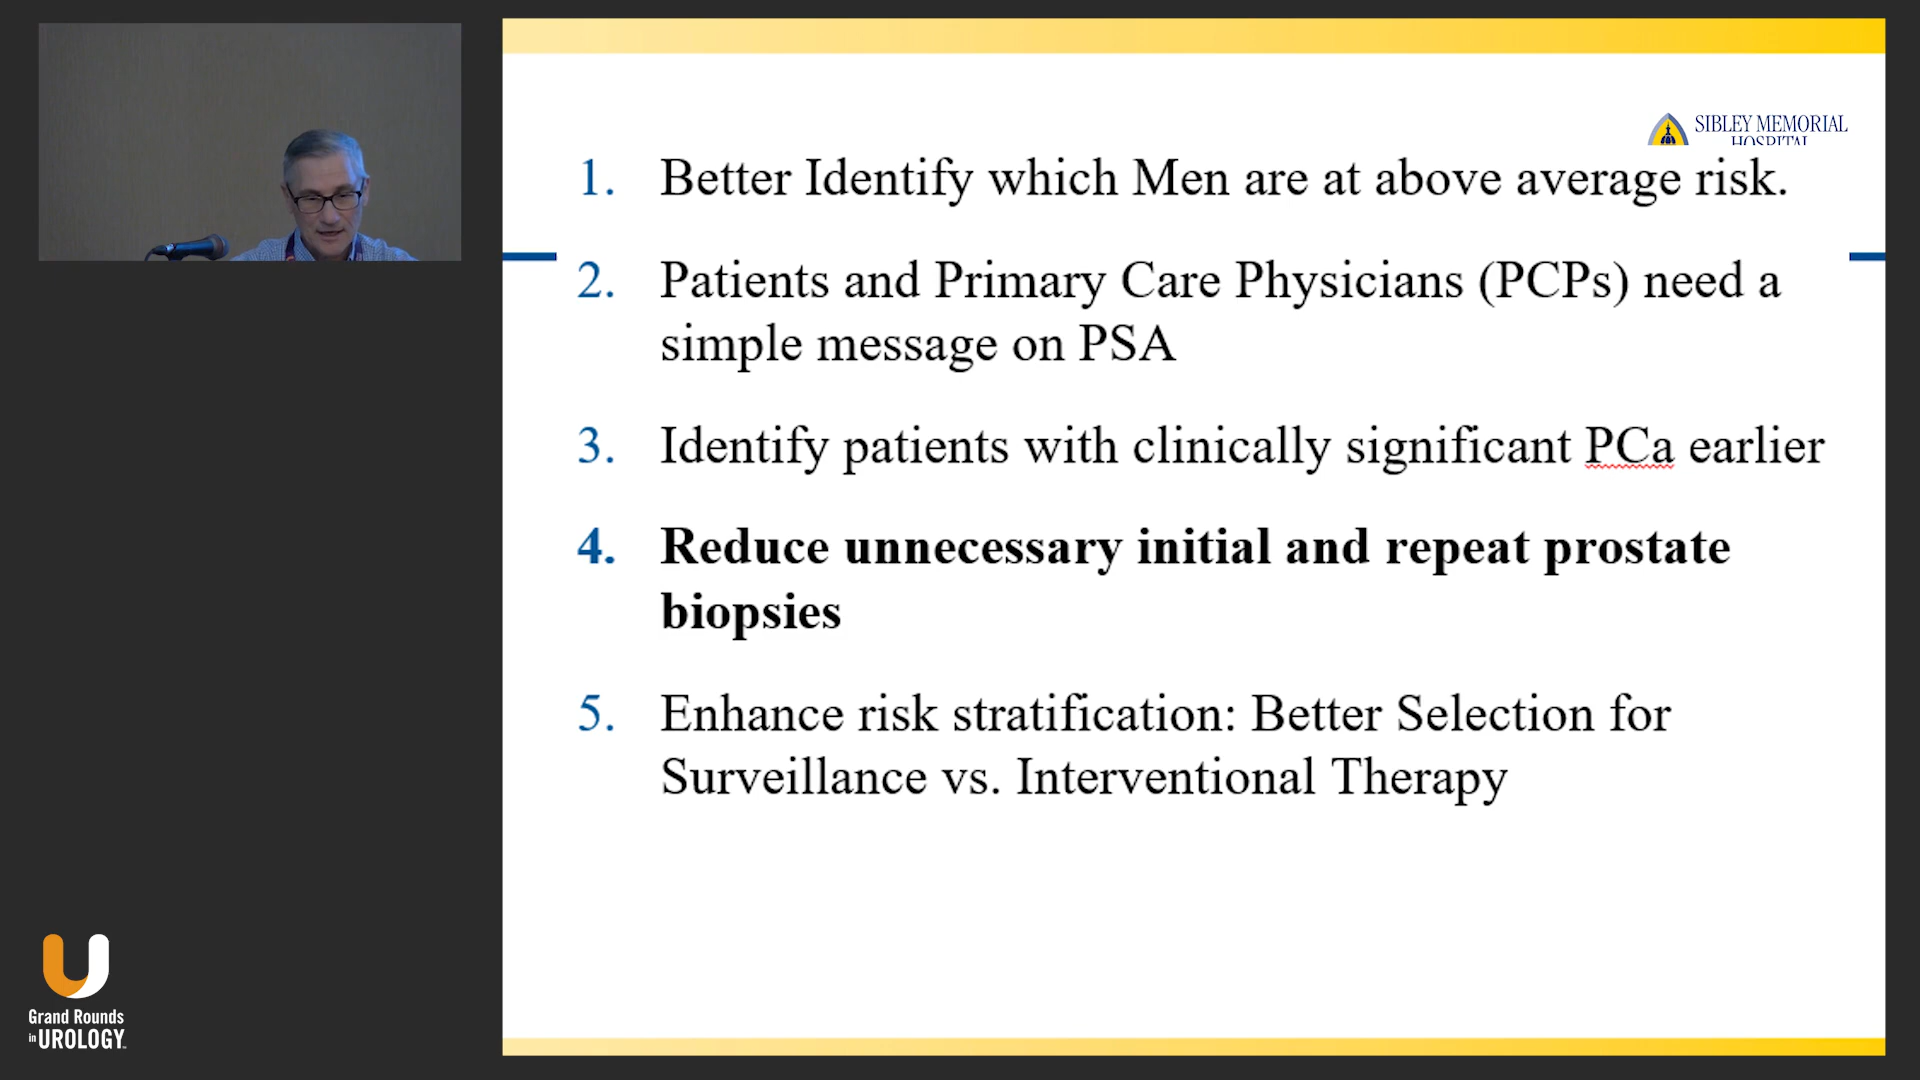 SIBLEY MEMORIAL
HOSPITAL
1. Better Identify which Men are at above average risk.
2. Patients and Primary Care Physicians (PCPs) need a
simple message on PSA
3. Identify patients with clinically significant PCa earlier
4. Reduce unnecessary initial and repeat prostate
biopsies
5. Enhance risk stratification: Better Selection for
Surveillance vs. Interventional Therapy
Grand Rounds
in UROLOGY